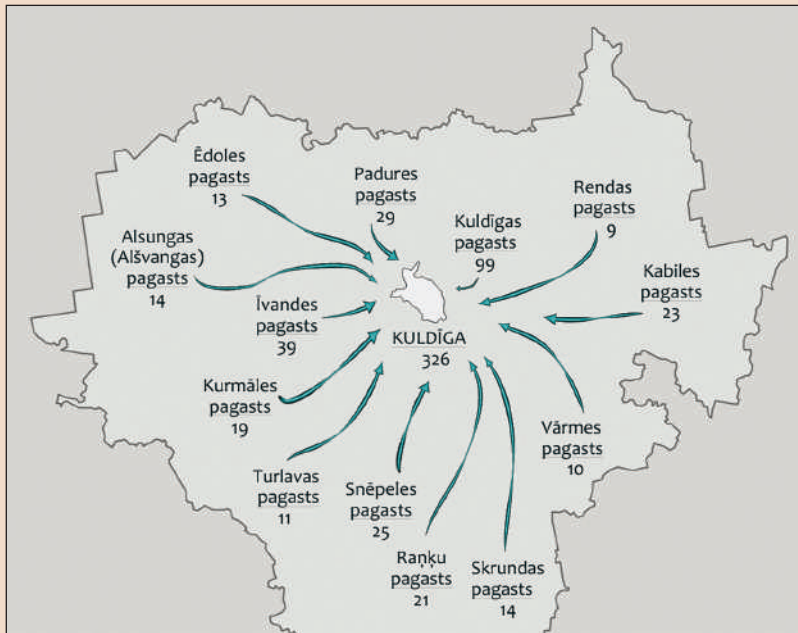 Ēdoles
pagasts
13
Padures
pagasts
29
Kuldīgas
pagasts
99
Rendas
pagasts
9
Alsungas
(Alšvangas)
pagasts
14
Kabiles
pagasts
23
Īvandes
pagasts
39
KULDĪGA
326
Kurmāles
pagasts
19
Vārmes
pagasts
10
Turlavas
pagasts
11
Snēpeles
pagasts
25
Raņķu
pagasts
21
Skrundas
pagasts
14